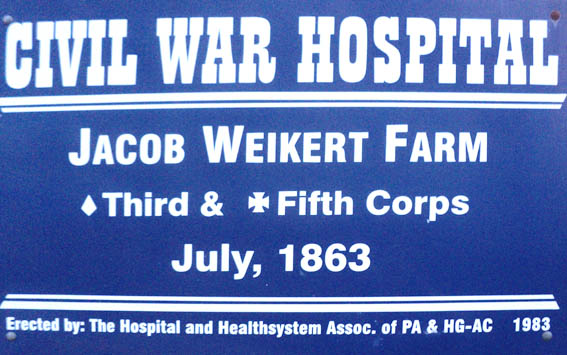 CIVIL WAR HOSPITAL
JACOB WEIKERT FARM
♦Third & ✠Fifth Corps
July, 1863
Erected by: The Hospital and Healthsystem Assoc. of PA & HG-AC 1983